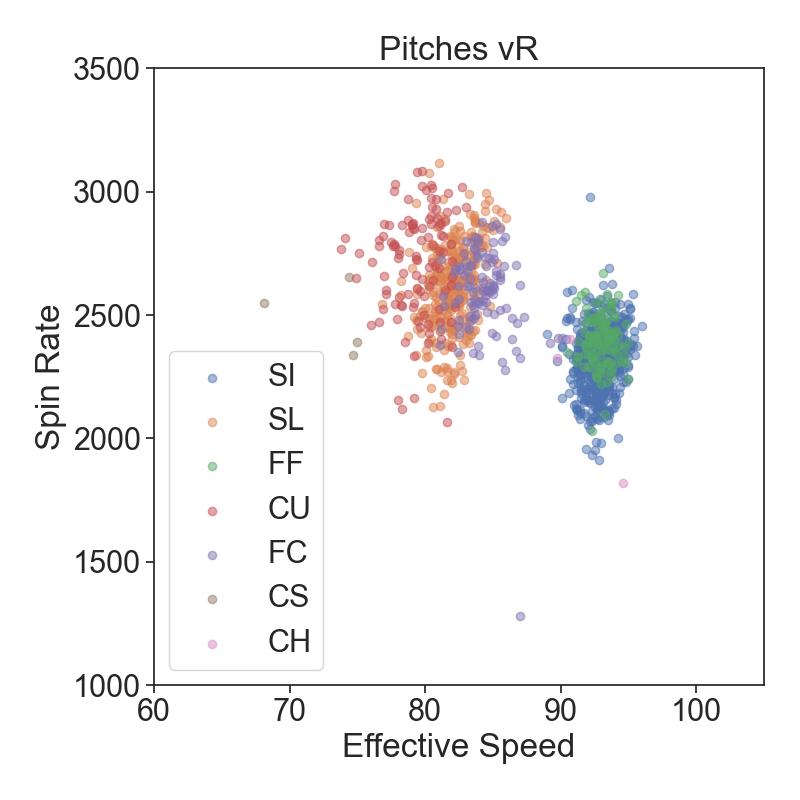 Pitches vR
3500
3000
2500
2000
1500
1000
Spin Rate
SI
SL
FF
CU
FC
CS
CH
60 70 80 90 100
Effective Speed